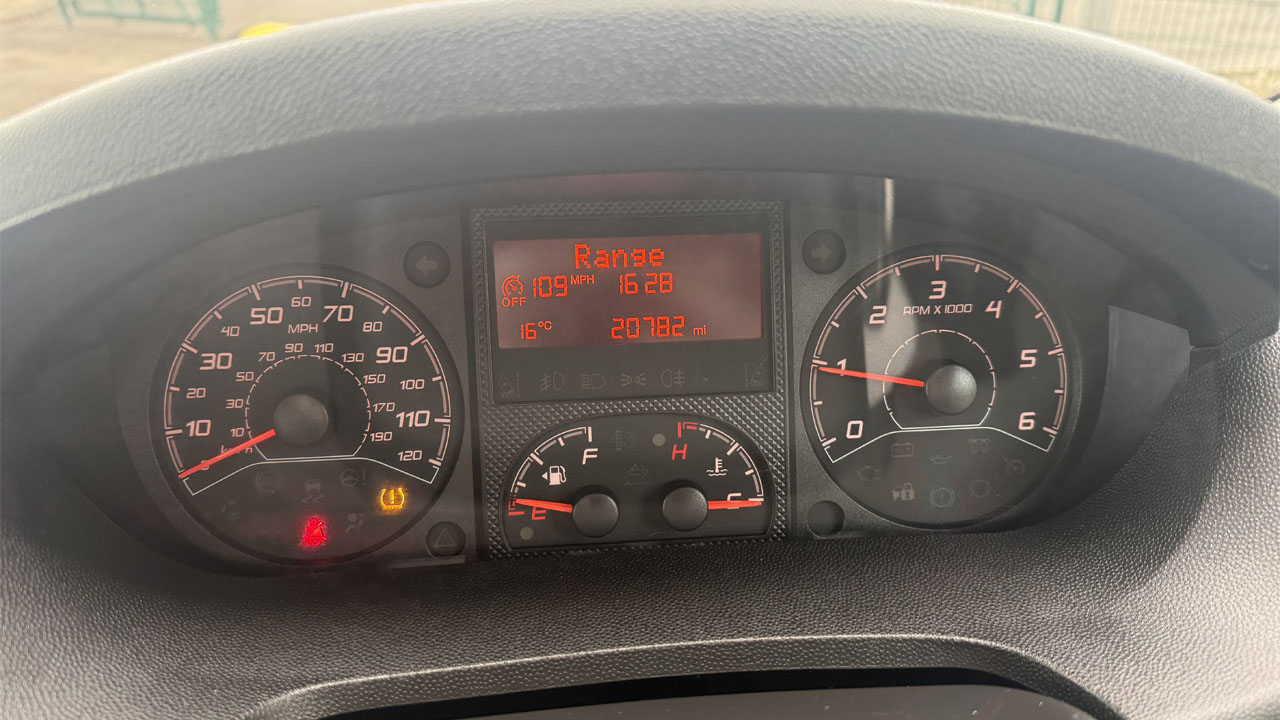 Range
OFF 109 MPH 16 28
16°C 20782 mi
0 10 20 30 40 50 60 70 80 90 100 110 120
MPH
10 30 50 70 90 110 130 150 170 190
km/h
0 1 2 3 4 5 6
RPM X 1000
F
E
H
C